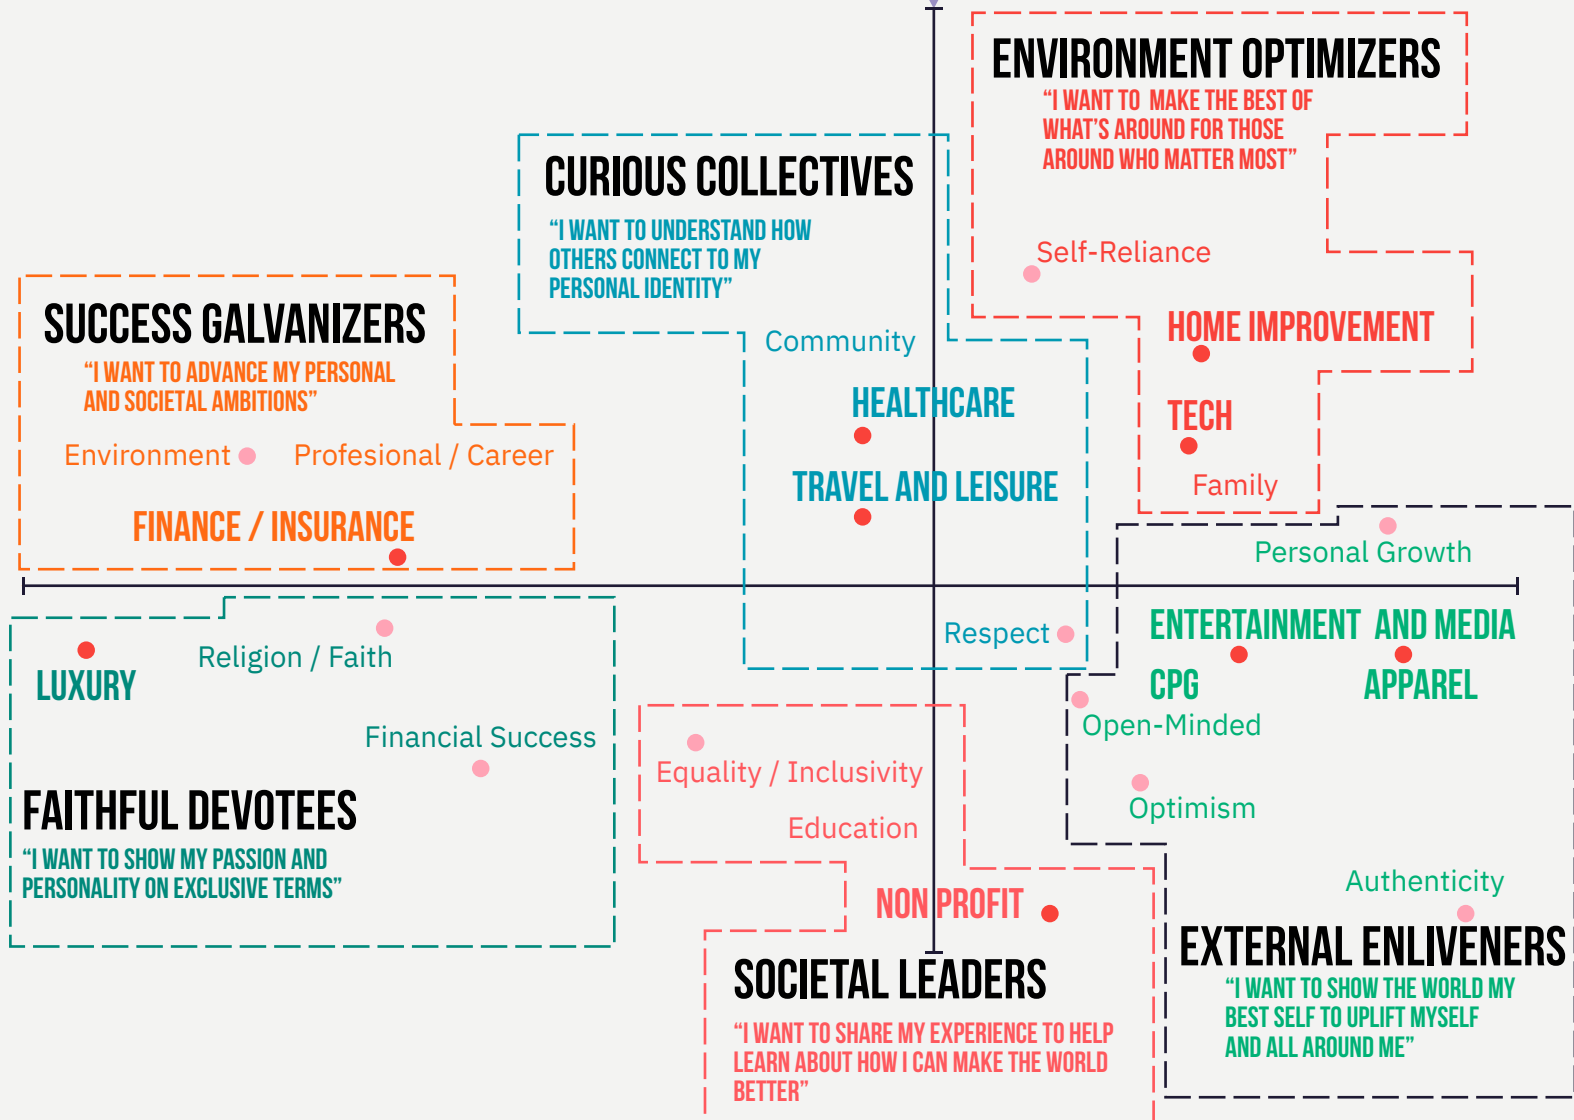 ENVIRONMENT OPTIMIZERS
“I WANT TO MAKE THE BEST OF
WHAT’S AROUND FOR THOSE
AROUND WHO MATTER MOST”
Self-Reliance
HOME IMPROVEMENT
TECH
Family
CURIOUS COLLECTIVES
“I WANT TO UNDERSTAND HOW
OTHERS CONNECT TO MY
PERSONAL IDENTITY”
Community
HEALTHCARE
TRAVEL AND LEISURE
Respect
SUCCESS GALVANIZERS
“I WANT TO ADVANCE MY PERSONAL
AND SOCIETAL AMBITIONS”
Environment
Profesional / Career
FINANCE / INSURANCE
Religion / Faith
LUXURY
Financial Success
FAITHFUL DEVOTEES
“I WANT TO SHOW MY PASSION AND
PERSONALITY ON EXCLUSIVE TERMS”
Equality / Inclusivity
Education
NON PROFIT
SOCIETAL LEADERS
“I WANT TO SHARE MY EXPERIENCE TO HELP
LEARN ABOUT HOW I CAN MAKE THE WORLD
BETTER”
Personal Growth
ENTERTAINMENT AND MEDIA
CPG
APPAREL
Open-Minded
Optimism
Authenticity
EXTERNAL ENLIVENERS
“I WANT TO SHOW THE WORLD MY
BEST SELF TO UPLIFT MYSELF
AND ALL AROUND ME”